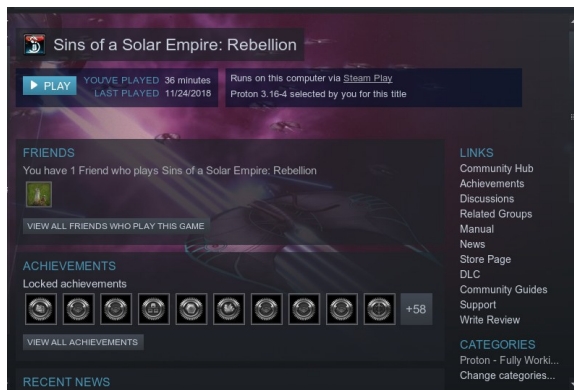 Sins of a Solar Empire: Rebellion
PLAY
YOU'VE PLAYED 36 minutes
LAST PLAYED 11/24/2018
Runs on this computer via Steam Play
Proton 3.16-4 selected by you for this title
FRIENDS
You have 1 Friend who plays Sins of a Solar Empire: Rebellion
VIEW ALL FRIENDS WHO PLAY THIS GAME
ACHIEVEMENTS
Locked achievements
+58
VIEW ALL ACHIEVEMENTS
RECENT NEWS
LINKS
Community Hub
Achievements
Discussions
Related Groups
Manual
News
Store Page
DLC
Community Guides
Support
Write Review
CATEGORIES
Proton - Fully Worki...
Change categories...